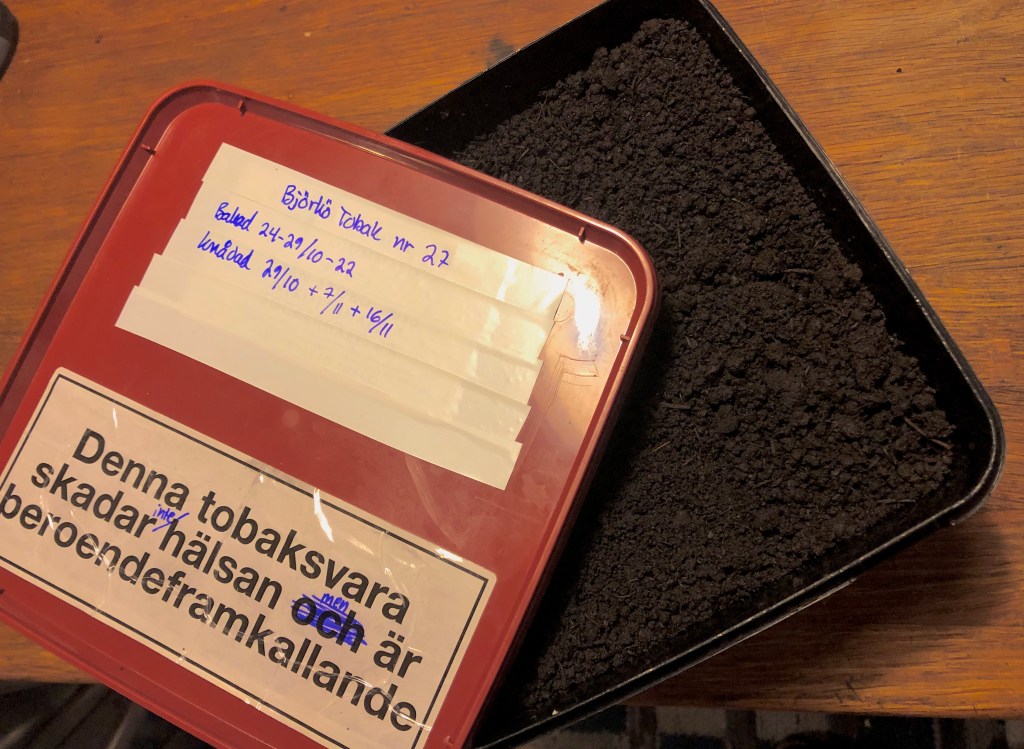 Björkö Tobak nr 27
Bakad 24-29/10-22
knådad 29/10 + 7/11 + 16/11
Denna tobaksvara
skadar inte hälsan och men är
beroendeframkallande